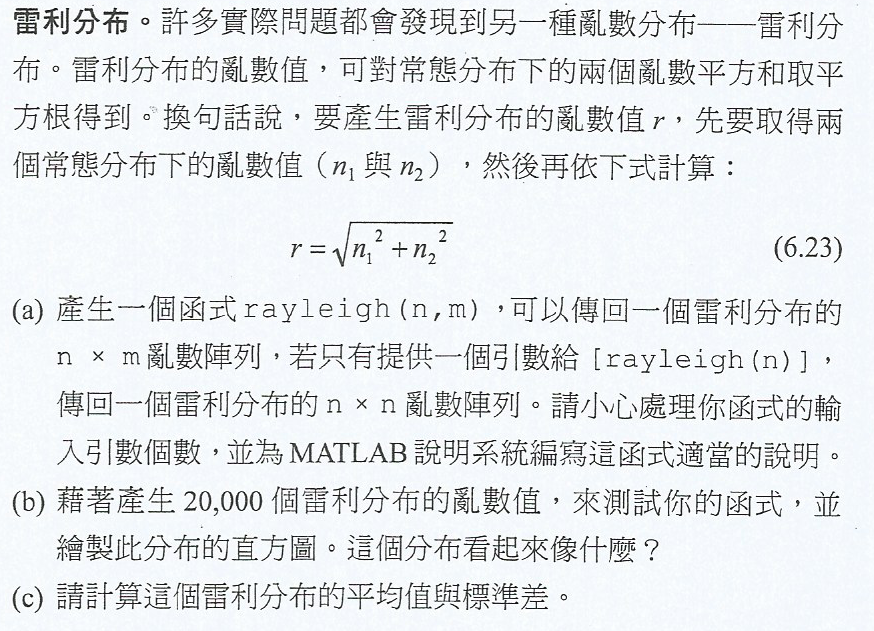 雷利分布。許多實際問題都會發現到另一種亂數分布——雷利分
布。雷利分布的亂數值，可對常態分布下的兩個亂數平方和取平
方根得到。換句話說，要產生雷利分布的亂數值 r，先要取得兩
個常態分布下的亂數值（n₁ 與 n₂），然後再依下式計算：
r = √(n₁² + n₂²) (6.23)
(a) 產生一個函式 rayleigh(n,m)，可以傳回一個雷利分布的
n × m 亂數陣列，若只有提供一個引數給 [rayleigh(n)]，
傳回一個雷利分布的 n × n 亂數陣列。請小心處理你函式的輸
入引數個數，並為 MATLAB 說明系統編寫這函式適當的說明。
(b) 藉著產生 20,000 個雷利分布的亂數值，來測試你的函式，並
繪製此分布的直方圖。這個分布看起來像什麼？
(c) 請計算這個雷利分布的平均值與標準差。